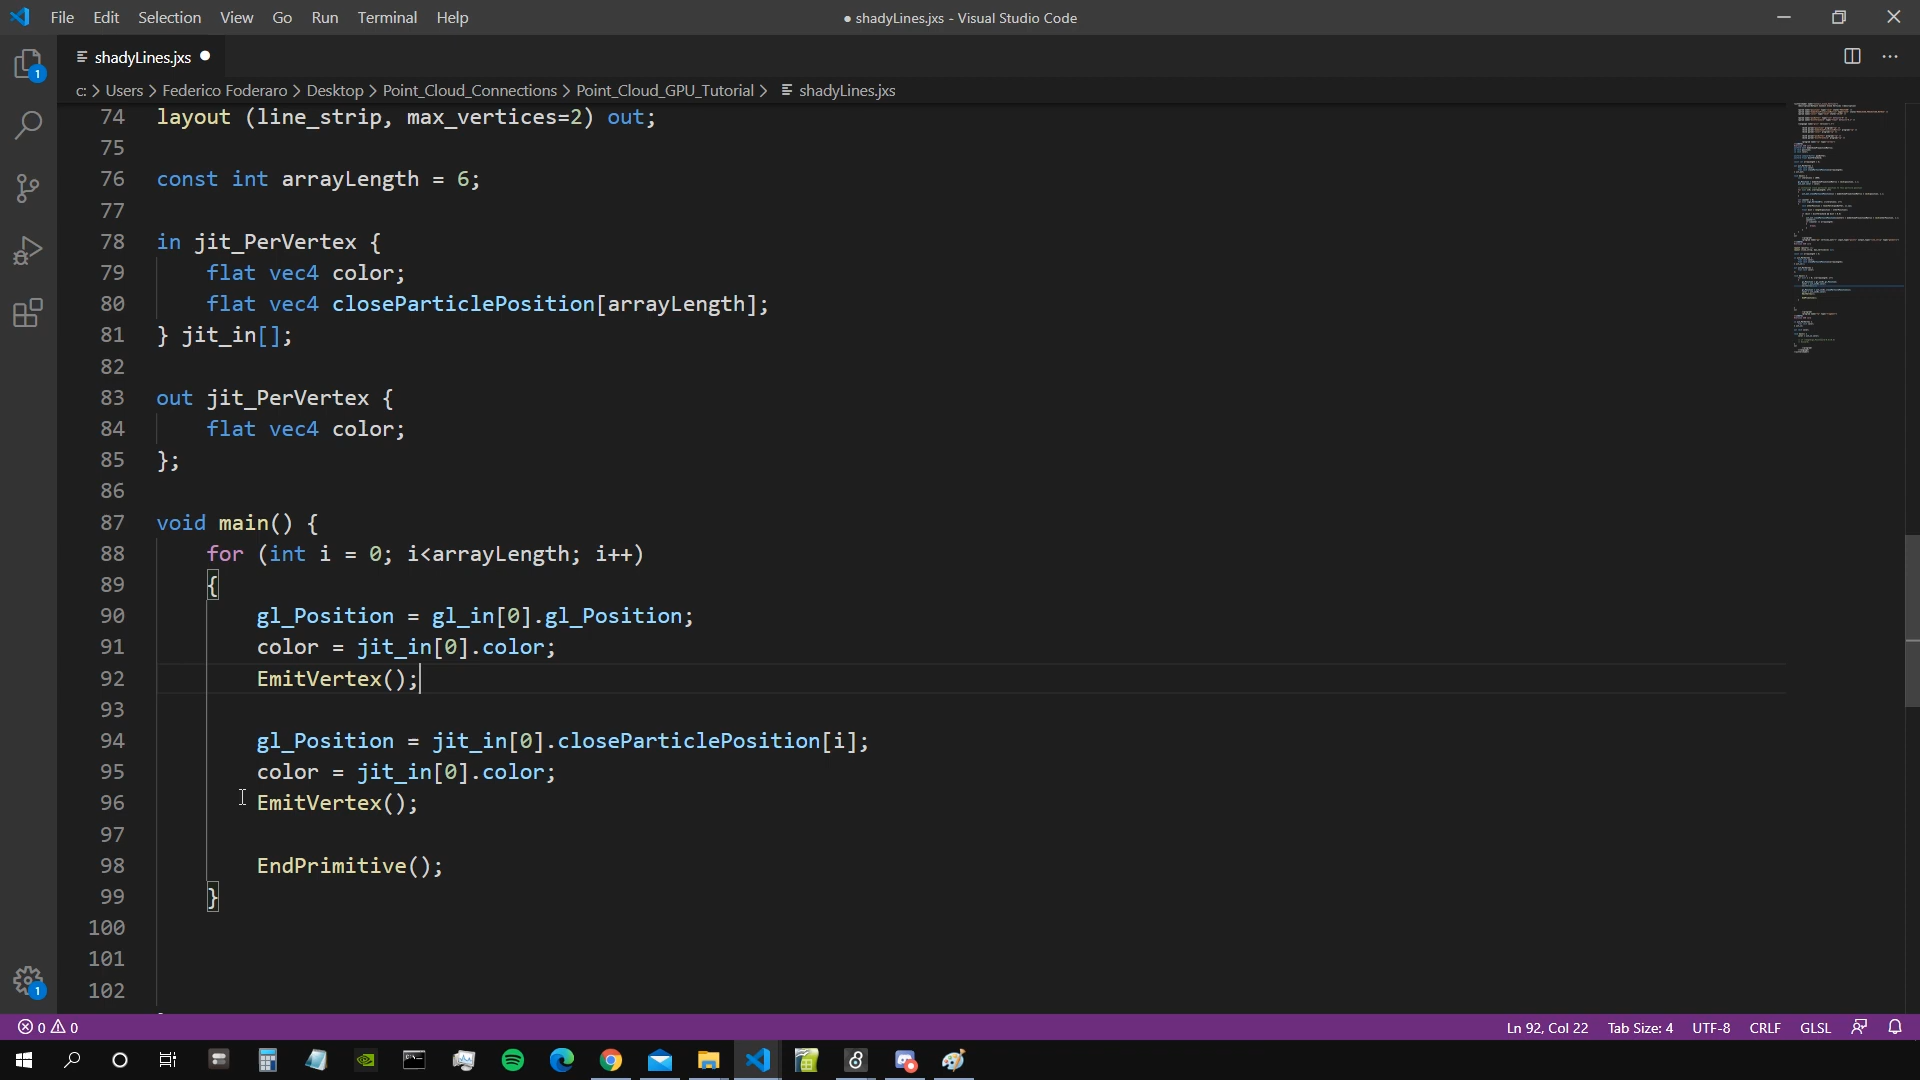 File Edit Selection View Go Run Terminal Help
● shadyLines.jxs - Visual Studio Code
shadyLines.jxs ●
c: > Users > Federico Foderaro > Desktop > Point_Cloud_Connections > Point_Cloud_GPU_Tutorial > shadyLines.jxs
1
74 layout (line_strip, max_vertices=2) out;
75
76 const int arrayLength = 6;
77
78 in jit_PerVertex {
79 flat vec4 color;
80 flat vec4 closeParticlePosition[arrayLength];
81 } jit_in[];
82
83 out jit_PerVertex {
84 flat vec4 color;
85 };
86
87 void main() {
88 for (int i = 0; i<arrayLength; i++)
89 {
90 gl_Position = gl_in[0].gl_Position;
91 color = jit_in[0].color;
92 EmitVertex();
93
94 gl_Position = jit_in[0].closeParticlePosition[i];
95 color = jit_in[0].color;
96 EmitVertex();
97
98 EndPrimitive();
99 }
100
101
102
1
0 0
Ln 92, Col 22 Tab Size: 4 UTF-8 CRLF GLSL